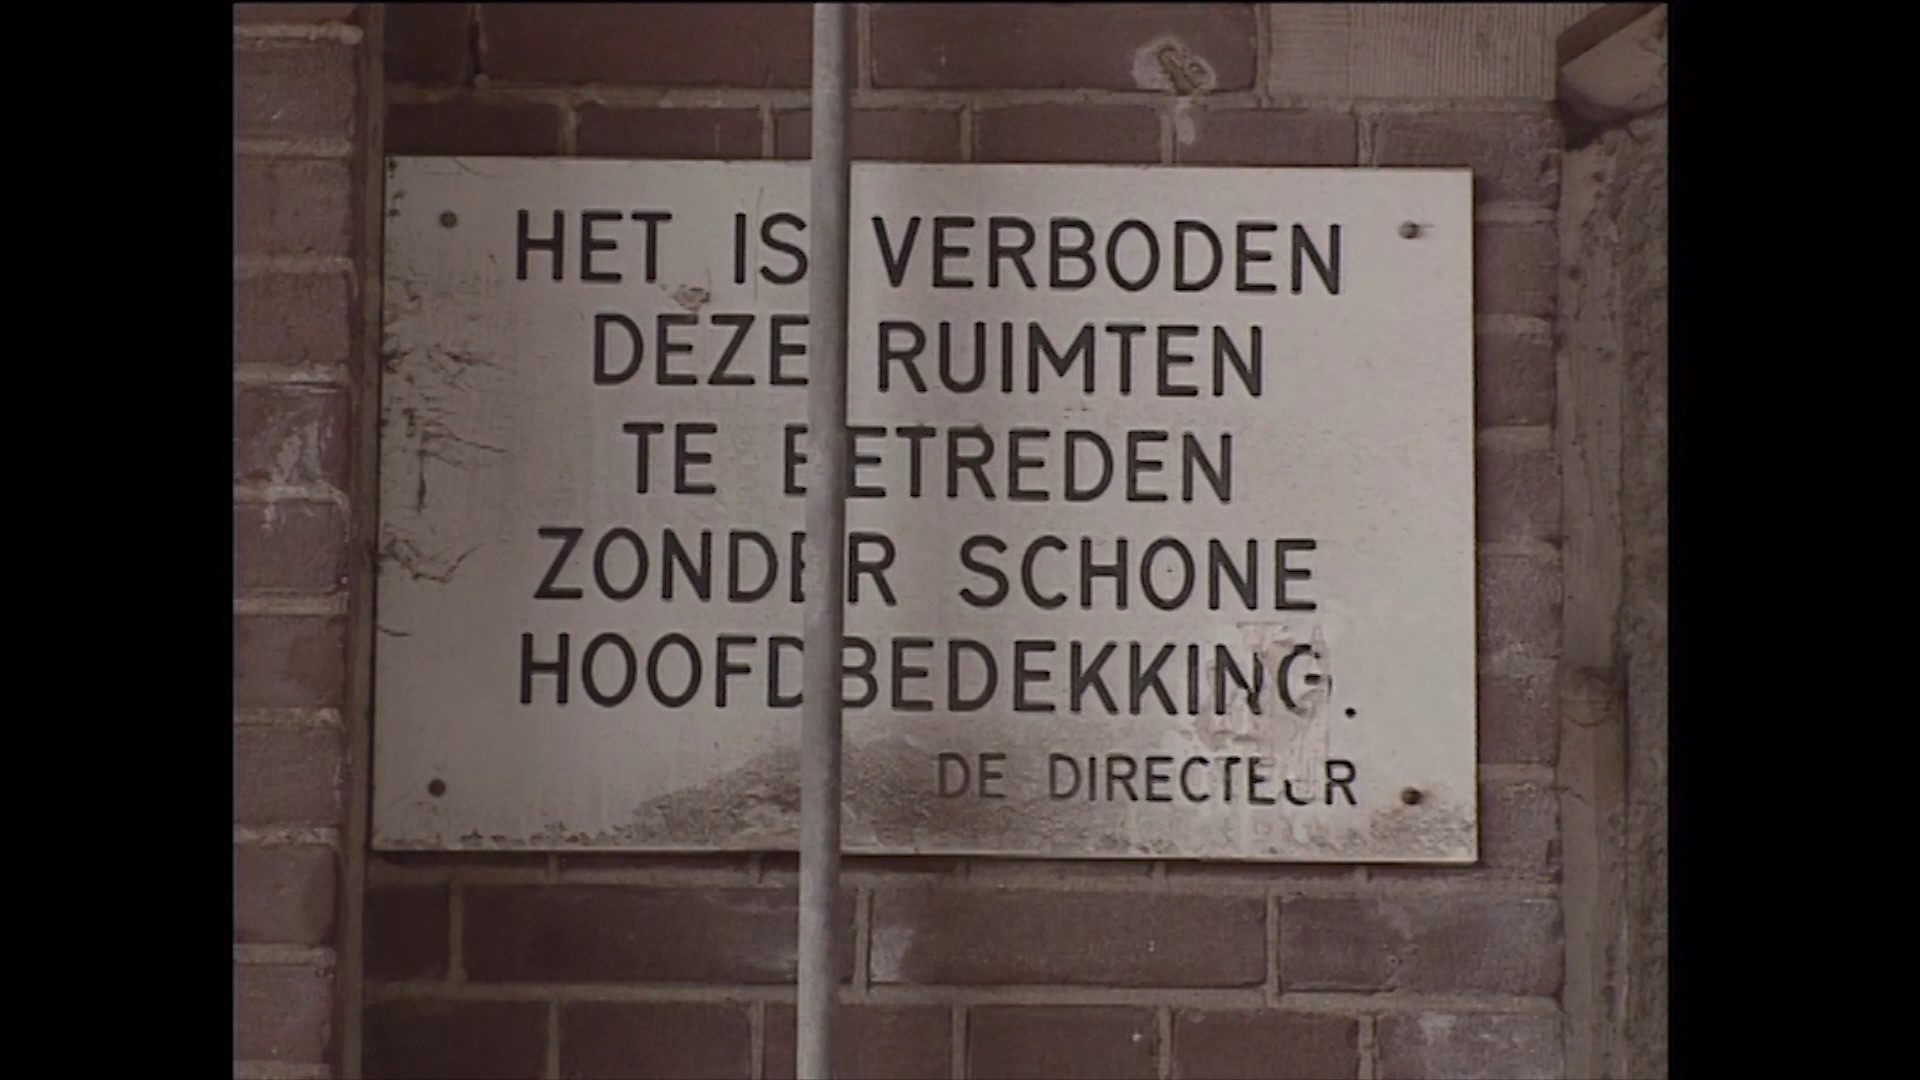 HET IS VERBODEN
DEZE RUIMTEN
TE BETREDEN
ZONDER SCHONE
HOOFDBEDEKKING.
DE DIRECTEUR